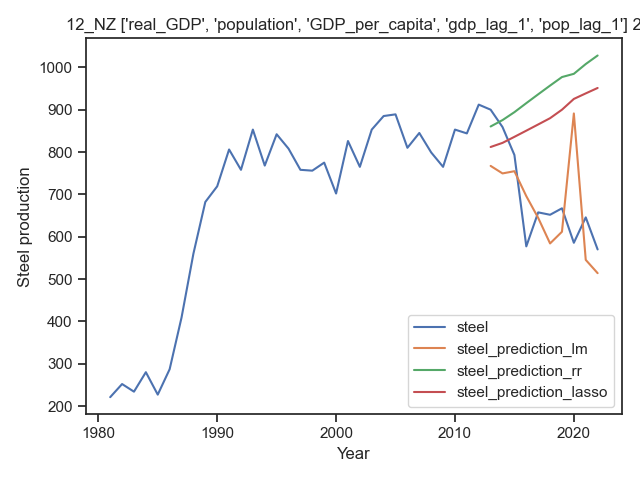 12_NZ ['real_GDP', 'population', 'GDP_per_capita', 'gdp_lag_1', 'pop_lag_1'] 2
1000
900
800
700
600
500
400
300
200
Steel production
steel
steel_prediction_lm
steel_prediction_rr
steel_prediction_lasso
1980 1990 2000 2010 2020
Year